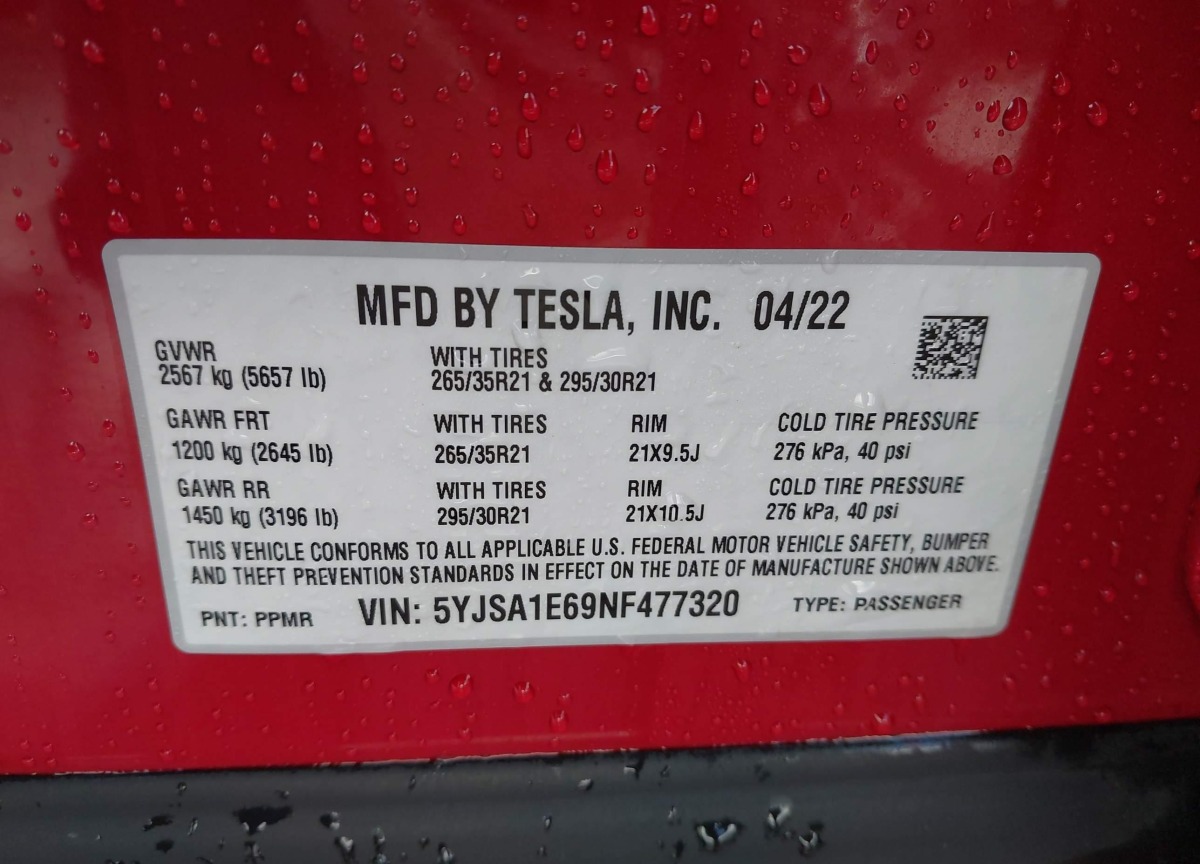 MFD BY TESLA, INC. 04/22
GVWR WITH TIRES
2567 kg (5657 lb) 265/35R21 & 295/30R21
GAWR FRT WITH TIRES RIM COLD TIRE PRESSURE
1200 kg (2645 lb) 265/35R21 21X9.5J 276 kPa, 40 psi
GAWR RR WITH TIRES RIM COLD TIRE PRESSURE
1450 kg (3196 lb) 295/30R21 21X10.5J 276 kPa, 40 psi
THIS VEHICLE CONFORMS TO ALL APPLICABLE U.S. FEDERAL MOTOR VEHICLE SAFETY, BUMPER
AND THEFT PREVENTION STANDARDS IN EFFECT ON THE DATE OF MANUFACTURE SHOWN ABOVE.
PNT: PPMR VIN: 5YJSA1E69NF477320 TYPE: PASSENGER